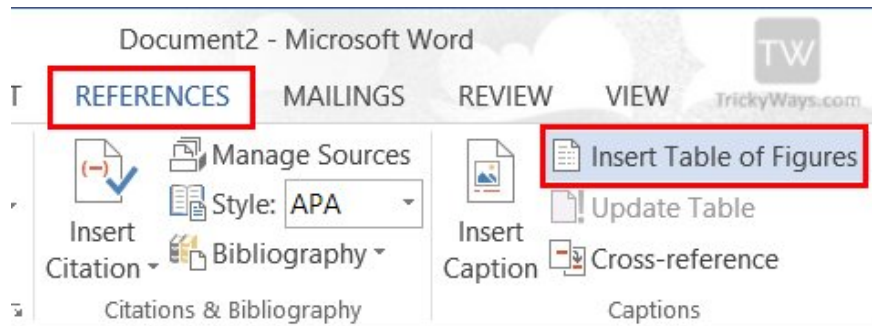 Document2 - Microsoft Word
TW
TrickyWays.com
T REFERENCES MAILINGS REVIEW VIEW
Insert Citation
Manage Sources
Style: APA
Bibliography
Citations & Bibliography
Insert Caption
Insert Table of Figures
Update Table
Cross-reference
Captions